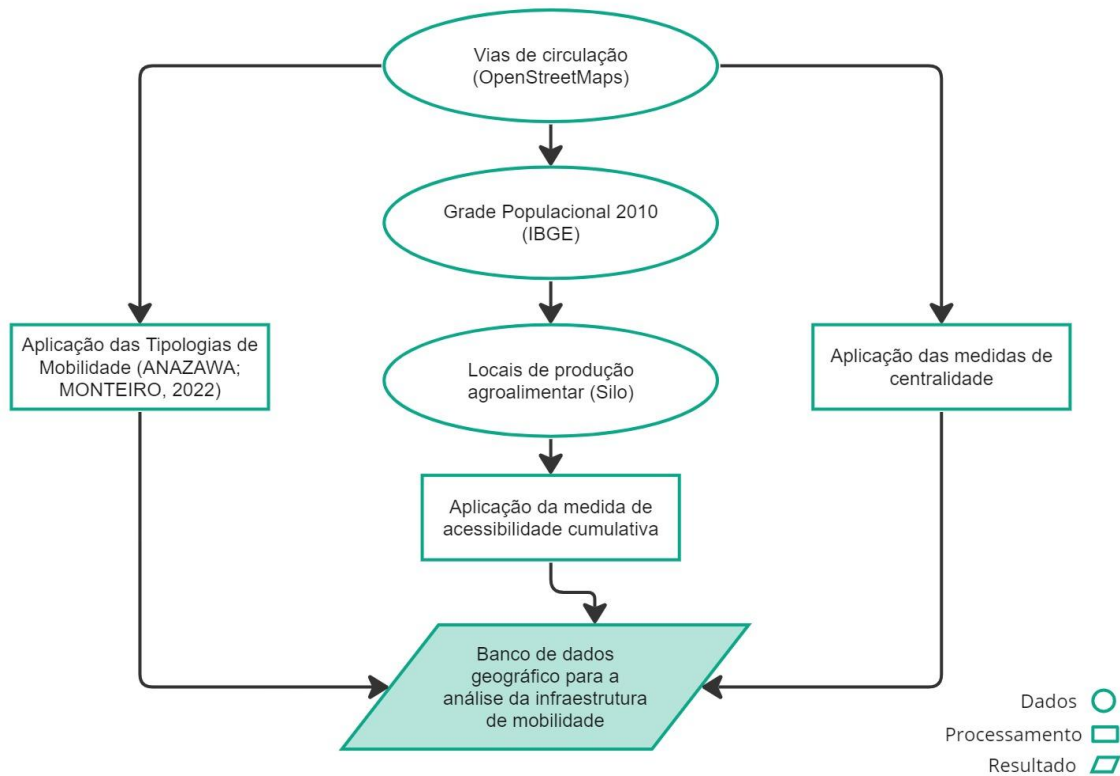 Vias de circulação
(OpenStreetMaps)
Grade Populacional 2010
(IBGE)
Aplicação das Tipologias de
Mobilidade (ANAZAWA;
MONTEIRO, 2022)
Locais de produção
agroalimentar (Silo)
Aplicação das medidas de
centralidade
Aplicação da medida de
acessibilidade cumulativa
Banco de dados
geográfico para a
análise da infraestrutura
de mobilidade
Dados
Processamento
Resultado